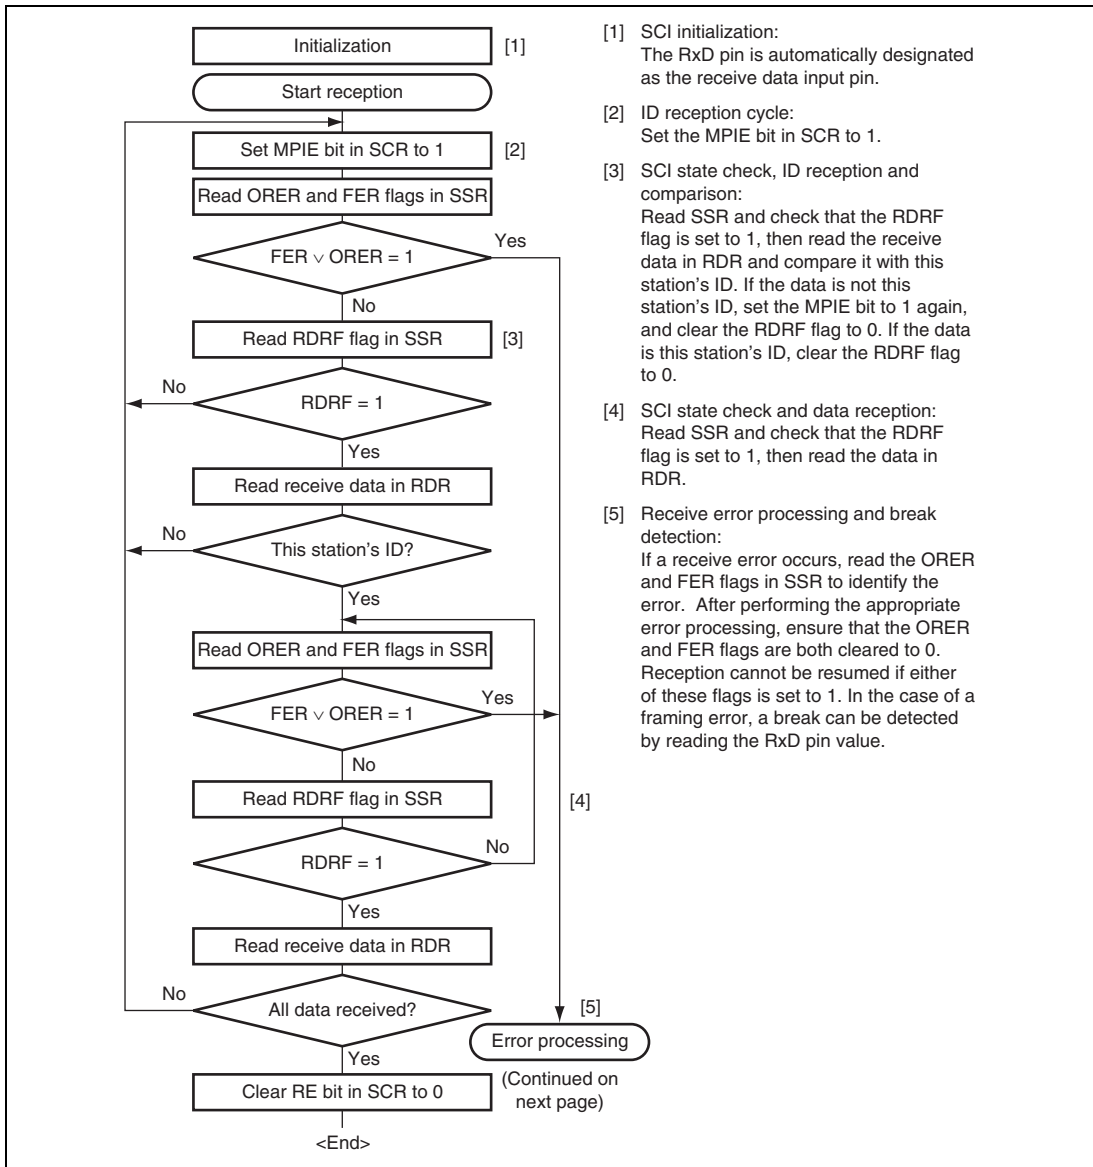 Initialization [1]
Start reception
Set MPIE bit in SCR to 1 [2]
Read ORER and FER flags in SSR
FER ∨ ORER = 1
Yes
No
Read RDRF flag in SSR [3]
RDRF = 1
No
Yes
Read receive data in RDR
This station's ID?
No
Yes
Read ORER and FER flags in SSR
FER ∨ ORER = 1
Yes
No
Read RDRF flag in SSR
[4]
RDRF = 1
No
Yes
Read receive data in RDR
All data received?
No
Yes
[5]
Error processing
(Continued on
next page)
Clear RE bit in SCR to 0
<End>
[1] SCI initialization:
The RxD pin is automatically designated
as the receive data input pin.
[2] ID reception cycle:
Set the MPIE bit in SCR to 1.
[3] SCI state check, ID reception and
comparison:
Read SSR and check that the RDRF
flag is set to 1, then read the receive
data in RDR and compare it with this
station's ID. If the data is not this
station's ID, set the MPIE bit to 1 again,
and clear the RDRF flag to 0. If the data
is this station's ID, clear the RDRF flag
to 0.
[4] SCI state check and data reception:
Read SSR and check that the RDRF
flag is set to 1, then read the data in
RDR.
[5] Receive error processing and break
detection:
If a receive error occurs, read the ORER
and FER flags in SSR to identify the
error. After performing the appropriate
error processing, ensure that the ORER
and FER flags are both cleared to 0.
Reception cannot be resumed if either
of these flags is set to 1. In the case of a
framing error, a break can be detected
by reading the RxD pin value.